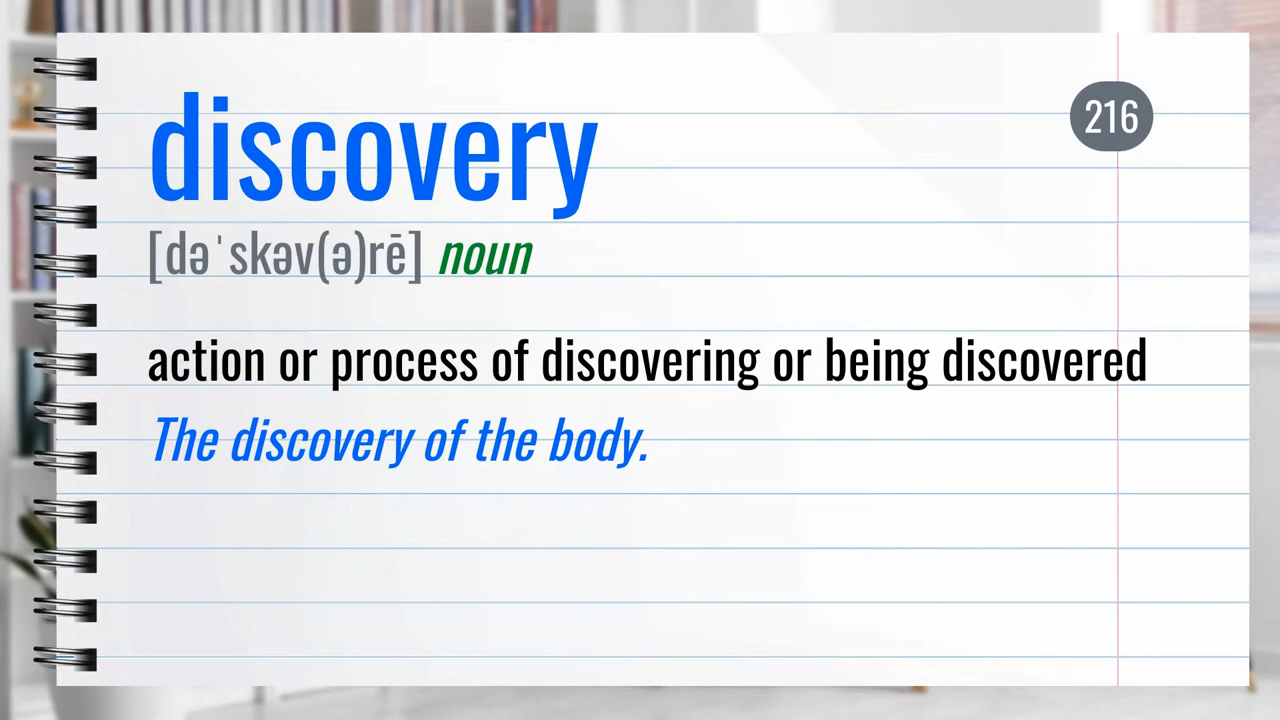 discovery
216
[dəˈskəv(ə)rē] noun
action or process of discovering or being discovered
The discovery of the body.